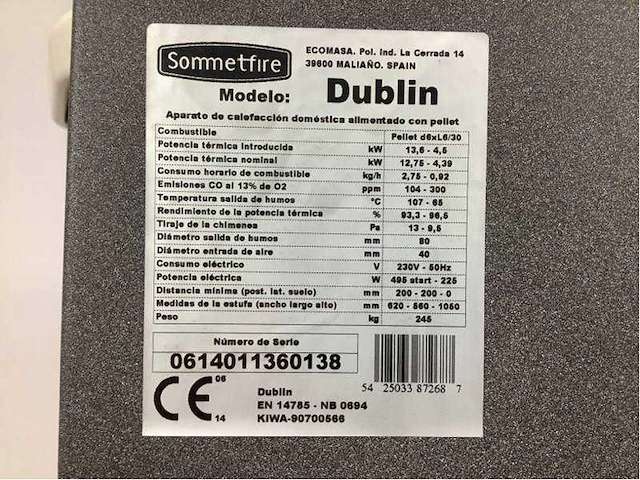 Sommetfire
ECOMASA. Pol. Ind. La Cerrada 14
39600 MALIAÑO. SPAIN
Modelo: Dublin
Aparato de calefacción doméstica alimentado con pellet
Combustible Pellet d6xL6/30
Potencia térmica introducida kW 13,6 - 4,5
Potencia térmica nominal kW 12,75 - 4,39
Consumo horario de combustible kg/h 2,75 - 0,92
Emisiones CO al 13% de O2 ppm 104 - 300
Temperatura salida de humos °C 107 - 65
Rendimiento de la potencia térmica % 93,3 - 96,5
Tiraje de la chimenea Pa 13 - 9,5
Diámetro salida de humos mm 80
Diámetro entrada de aire mm 40
Consumo eléctrico V 230V - 50Hz
Potencia eléctrica W 495 start - 225
Distancia mínima (post. lat. suelo) mm 200 - 200 - 0
Medidas de la estufa (ancho largo alto) mm 620 - 560 - 1050
Peso kg 245
Número de Serie
0614011360138
5425033872687
CE 06 14
Dublin
EN 14785 - NB 0694
KIWA-90700566